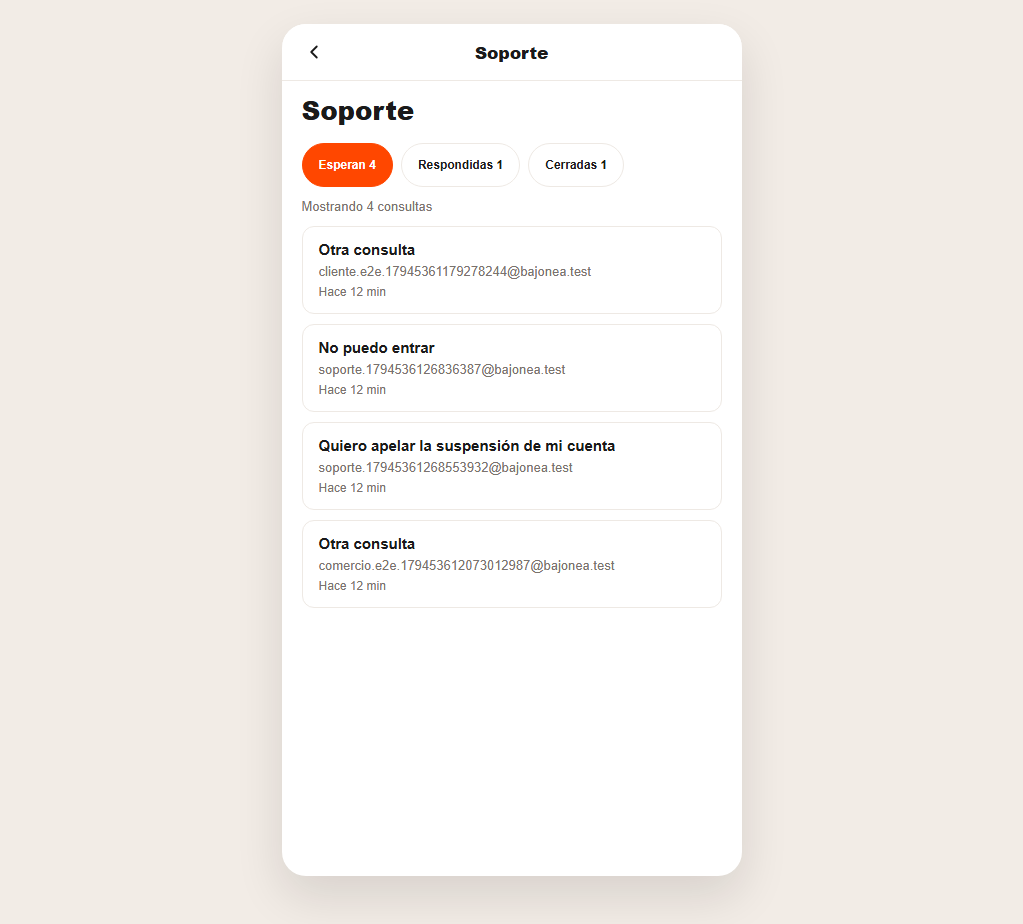 Soporte
Soporte
Esperan 4
Respondidas 1
Cerradas 1
Mostrando 4 consultas
Otra consulta
cliente.e2e.17945361179278244@bajonea.test
Hace 12 min
No puedo entrar
soporte.1794536126836387@bajonea.test
Hace 12 min
Quiero apelar la suspensión de mi cuenta
soporte.17945361268553932@bajonea.test
Hace 12 min
Otra consulta
comercio.e2e.179453612073012987@bajonea.test
Hace 12 min